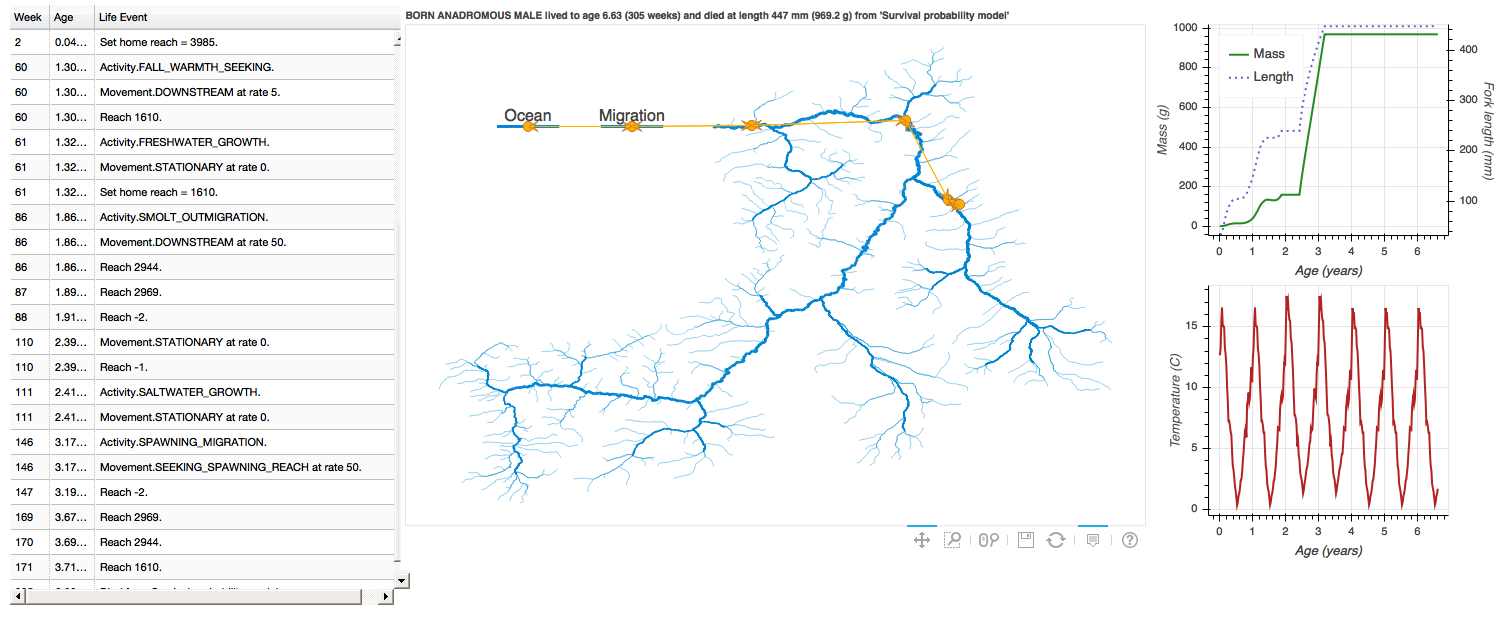 Week Age Life Event
2 0.04... Set home reach = 3985.
60 1.30... Activity.FALL_WARMTH_SEEKING.
60 1.30... Movement.DOWNSTREAM at rate 5.
60 1.30... Reach 1610.
61 1.32... Activity.FRESHWATER_GROWTH.
61 1.32... Movement.STATIONARY at rate 0.
61 1.32... Set home reach = 1610.
86 1.86... Activity.SMOLT_OUTMIGRATION.
86 1.86... Movement.DOWNSTREAM at rate 50.
86 1.86... Reach 2944.
87 1.89... Reach 2969.
88 1.91... Reach -2.
110 2.39... Movement.STATIONARY at rate 0.
110 2.39... Reach -1.
111 2.41... Activity.SALTWATER_GROWTH.
111 2.41... Movement.STATIONARY at rate 0.
146 3.17... Activity.SPAWNING_MIGRATION.
146 3.17... Movement.SEEKING_SPAWNING_REACH at rate 50.
147 3.19... Reach -2.
169 3.67... Reach 2969.
170 3.69... Reach 2944.
171 3.71... Reach 1610.
BORN ANADROMOUS MALE lived to age 6.63 (305 weeks) and died at length 447 mm (969.2 g) from 'Survival probability model'
Ocean Migration
1000
800
600
400
200
0
Mass (g)
Mass
Length
400
300
200
100
Fork length (mm)
0 1 2 3 4 5 6
Age (years)
15
10
5
0
Temperature (C)
0 1 2 3 4 5 6
Age (years)